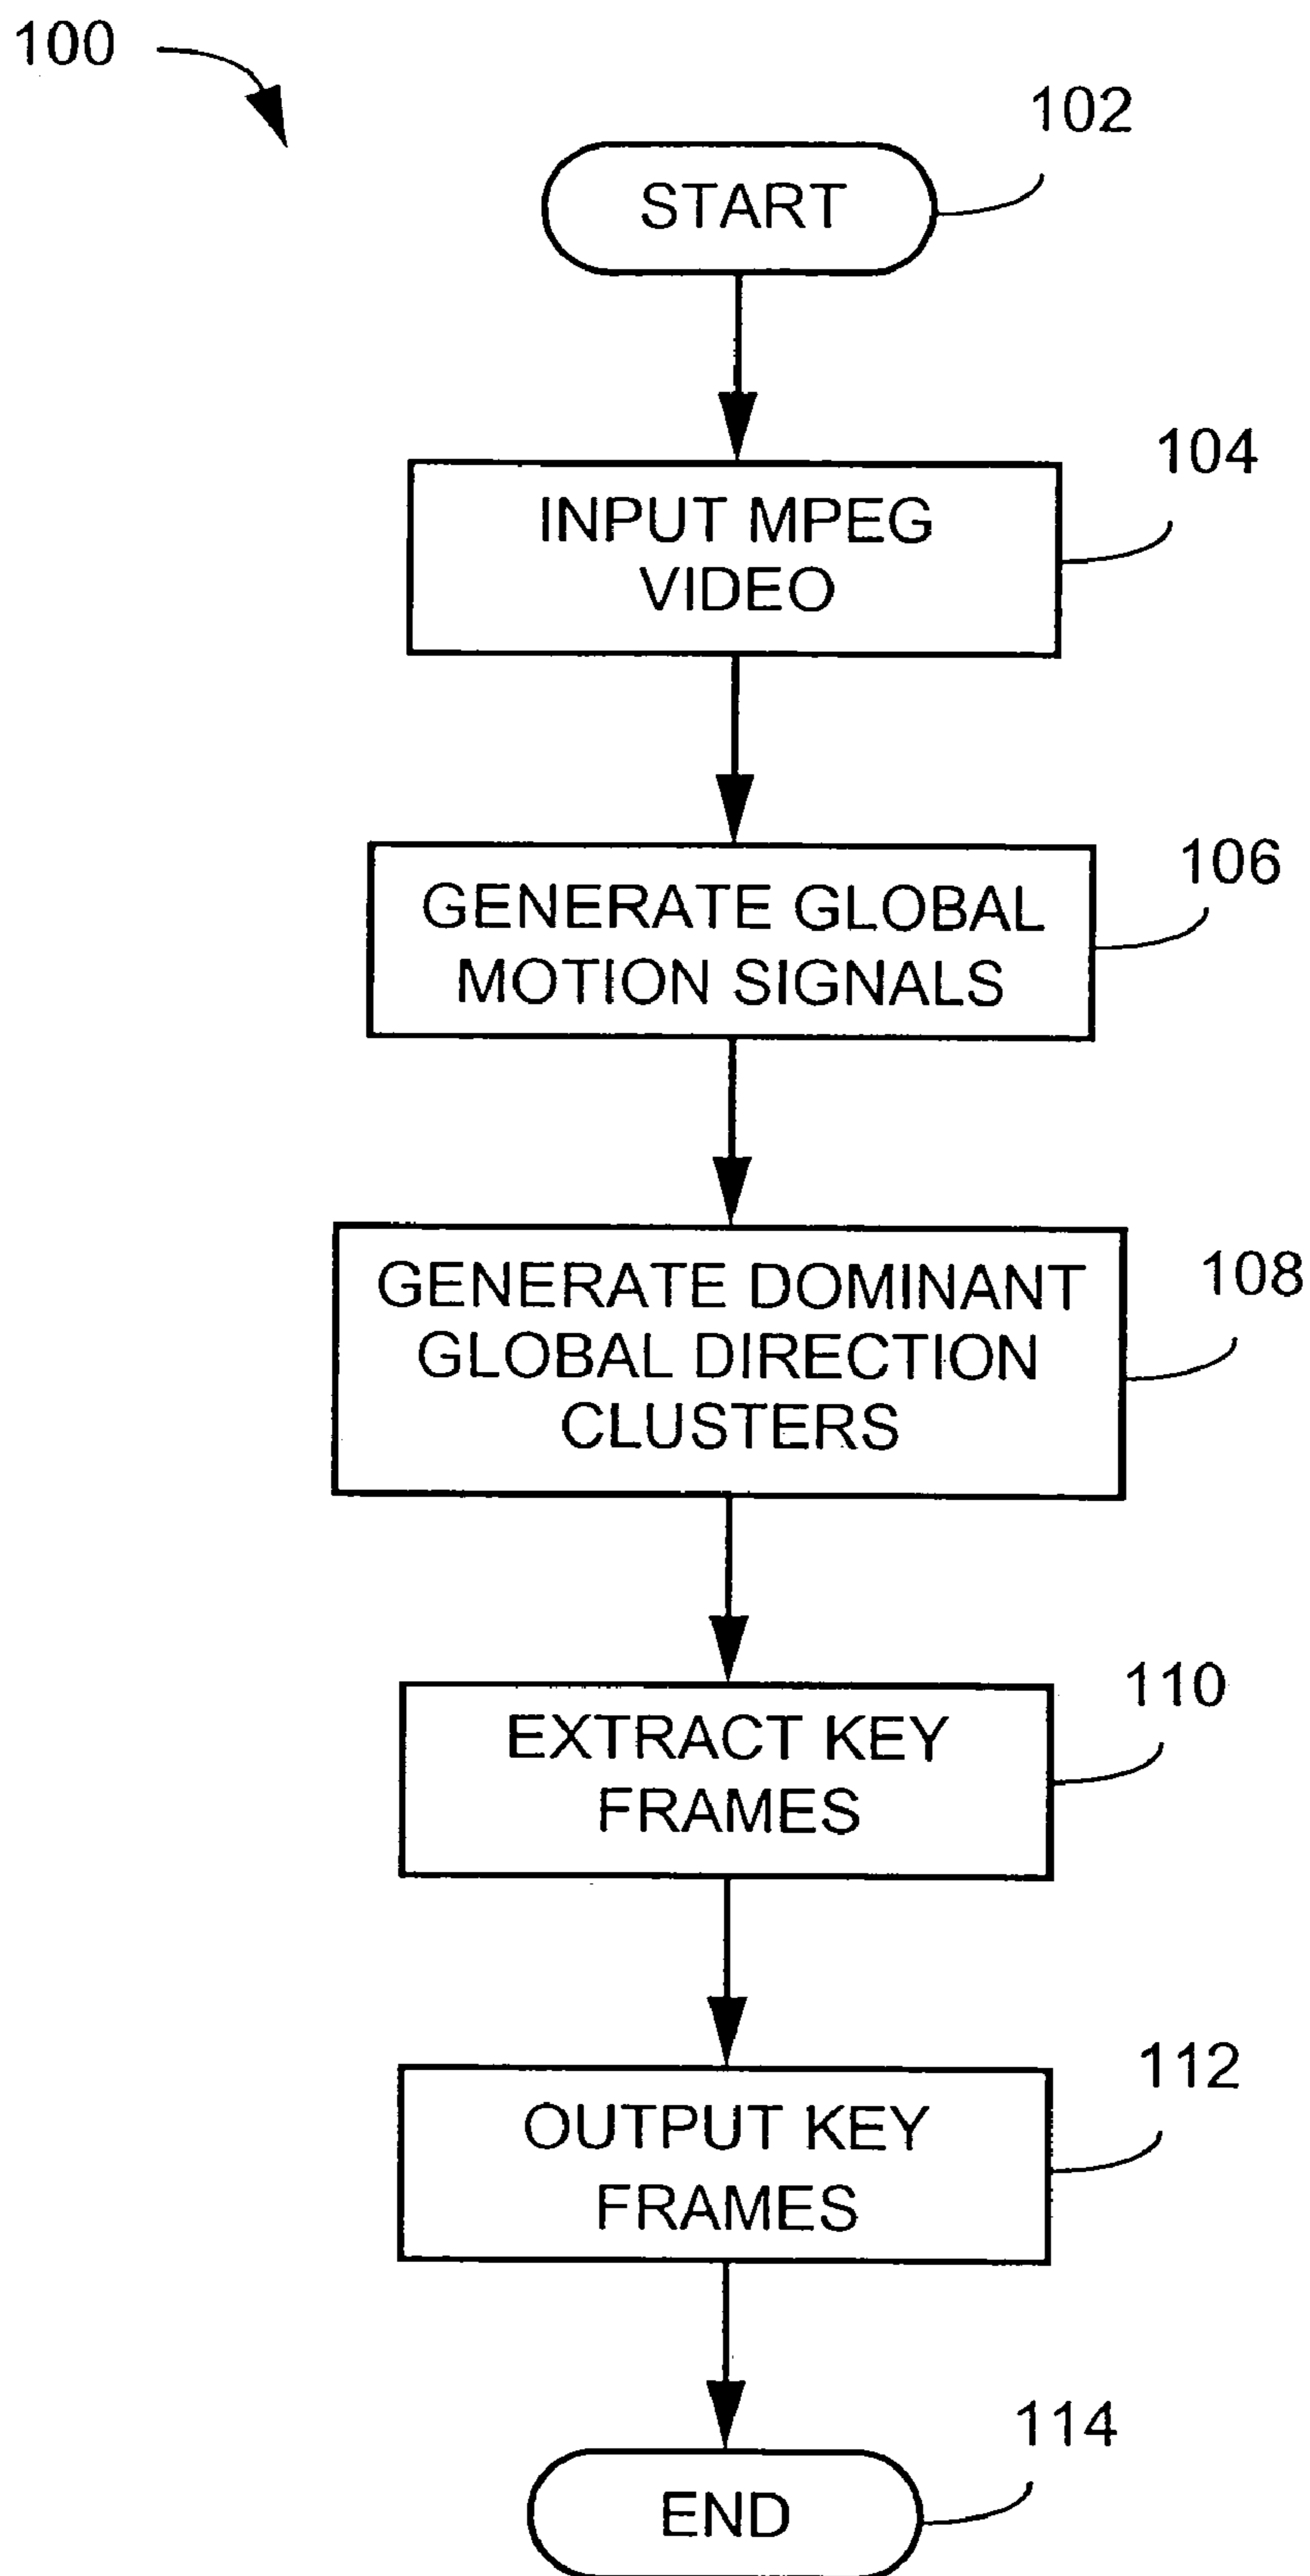 100
102
START
104
INPUT MPEG
VIDEO
106
GENERATE GLOBAL
MOTION SIGNALS
108
GENERATE DOMINANT
GLOBAL DIRECTION
CLUSTERS
110
EXTRACT KEY
FRAMES
112
OUTPUT KEY
FRAMES
114
END